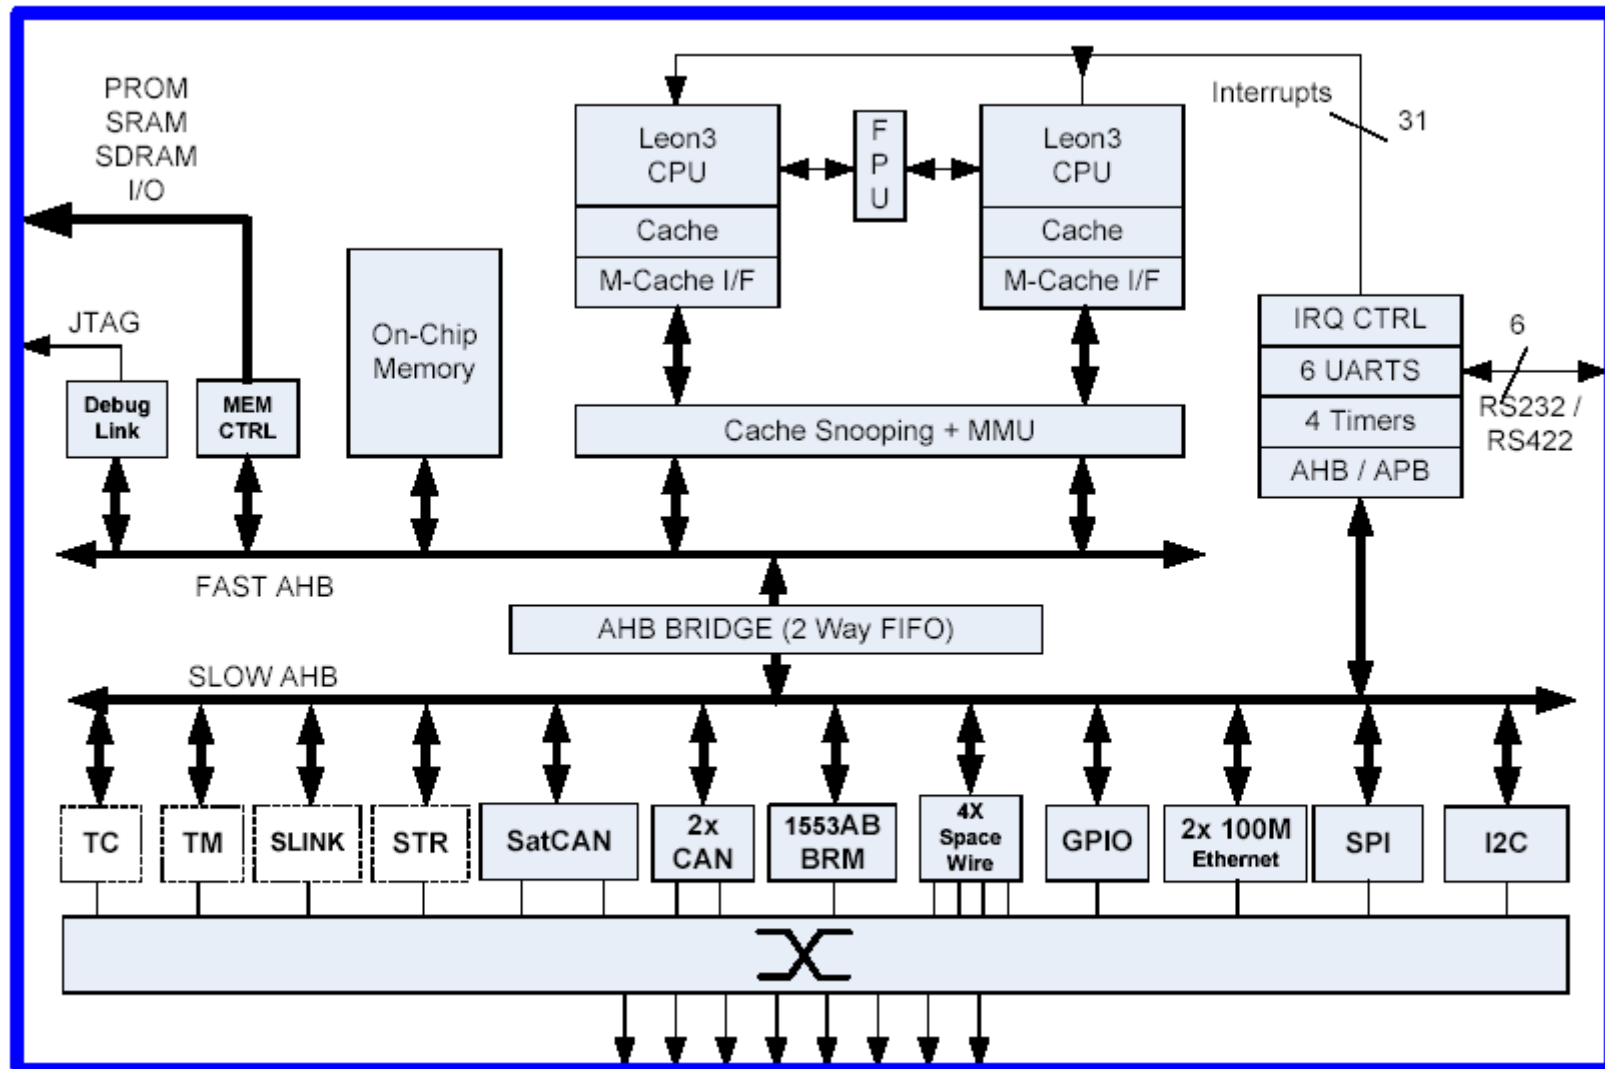 PROM
SRAM
SDRAM
I/O
Interrupts
31
Leon3
CPU
Cache
M-Cache I/F
F
P
U
Leon3
CPU
Cache
M-Cache I/F
JTAG
Debug
Link
MEM
CTRL
On-Chip
Memory
Cache Snooping + MMU
IRQ CTRL
6 UARTS
4 Timers
AHB / APB
6
RS232 /
RS422
FAST AHB
AHB BRIDGE (2 Way FIFO)
SLOW AHB
TC
TM
SLINK
STR
SatCAN
2x
CAN
1553AB
BRM
4X
Space
Wire
GPIO
2x 100M
Ethernet
SPI
I2C